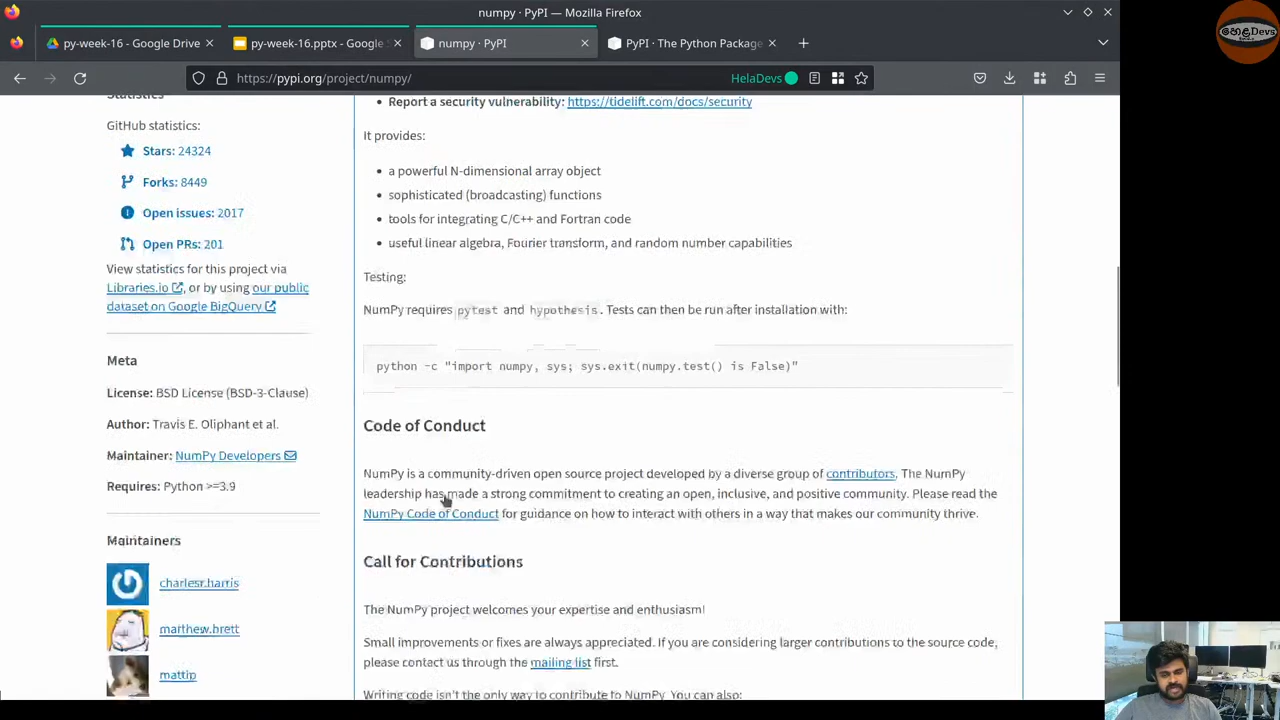 numpy · PyPI — Mozilla Firefox
py-week-16 - Google Drive
py-week-16.pptx - Google
numpy · PyPI
PyPI · The Python Package
https://pypi.org/project/numpy/
HelaDevs
හෙළDevs
Statistics
GitHub statistics:
Stars: 24324
Forks: 8449
Open issues: 2017
Open PRs: 201
View statistics for this project via
Libraries.io, or by using our public
dataset on Google BigQuery
Meta
License: BSD License (BSD-3-Clause)
Author: Travis E. Oliphant et al.
Maintainer: NumPy Developers
Requires: Python >=3.9
Maintainers
charlesr.harris
matthew.brett
mattip
Report a security vulnerability: https://tidelift.com/docs/security
It provides:
a powerful N-dimensional array object
sophisticated (broadcasting) functions
tools for integrating C/C++ and Fortran code
useful linear algebra, Fourier transform, and random number capabilities
Testing:
NumPy requires pytest and hypothesis. Tests can then be run after installation with:
python -c "import numpy, sys; sys.exit(numpy.test() is False)"
Code of Conduct
NumPy is a community-driven open source project developed by a diverse group of contributors. The NumPy
leadership has made a strong commitment to creating an open, inclusive, and positive community. Please read the
NumPy Code of Conduct for guidance on how to interact with others in a way that makes our community thrive.
Call for Contributions
The NumPy project welcomes your expertise and enthusiasm!
Small improvements or fixes are always appreciated. If you are considering larger contributions to the source code,
please contact us through the mailing list first.
Writing code isn't the only way to contribute to NumPy. You can also: